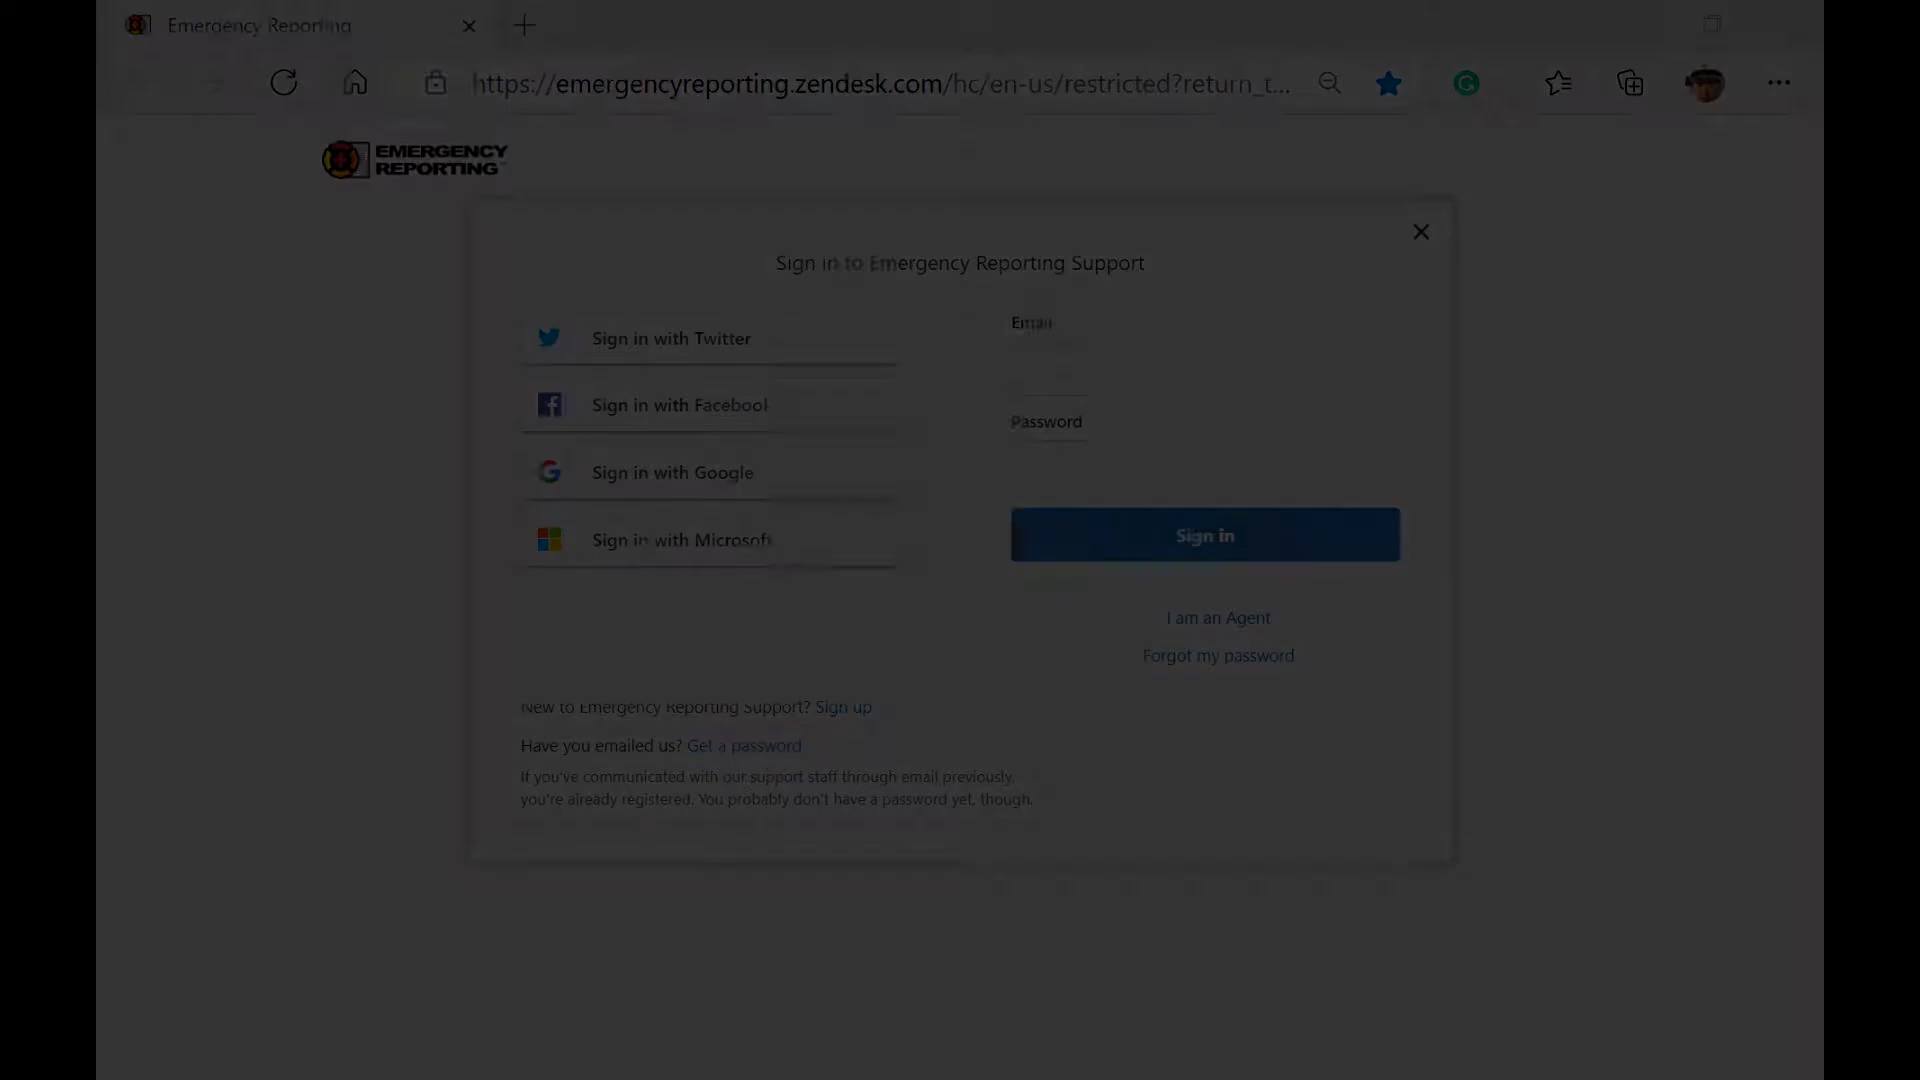 Emergency Reporting
https://emergencyreporting.zendesk.com/hc/en-us/restricted?return_t...
EMERGENCY
REPORTING
Sign in to Emergency Reporting Support
Sign in with Twitter
Sign in with Facebook
Sign in with Google
Sign in with Microsoft
Email
Password
Sign in
I am an Agent
Forgot my password
New to Emergency Reporting Support? Sign up
Have you emailed us? Get a password
If you've communicated with our support staff through email previously,
you're already registered. You probably don't have a password yet, though.